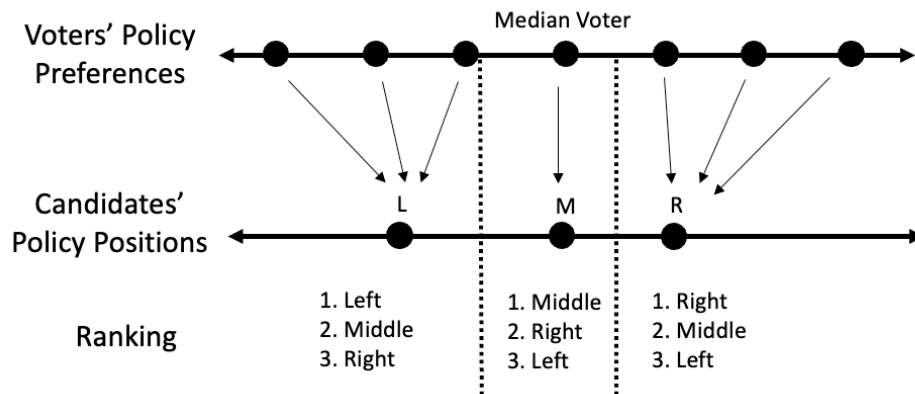 Median Voter
Voters' Policy
Preferences
L
M
R
Candidates'
Policy Positions
Ranking
1. Left
2. Middle
3. Right
1. Middle
2. Right
3. Left
1. Right
2. Middle
3. Left